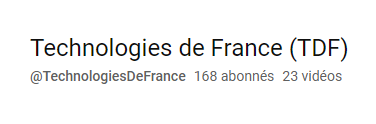 Technologies de France (TDF)
@TechnologiesDeFrance 168 abonnés 23 vidéos